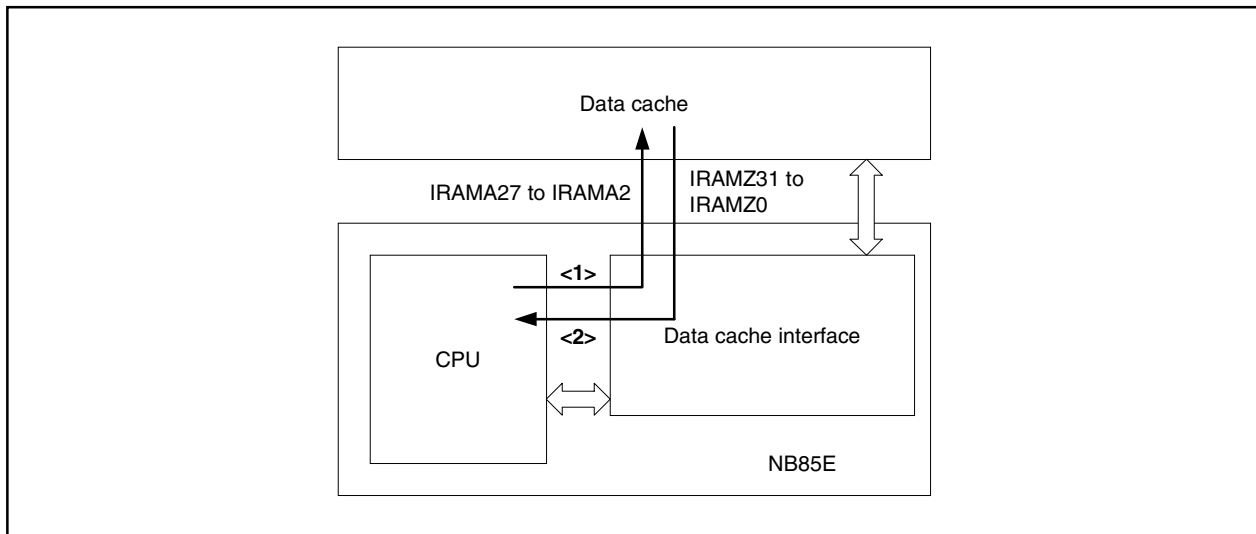 Data cache
IRAMA27 to IRAMA2
IRAMZ31 to
IRAMZ0
<1>
<2>
CPU
Data cache interface
NB85E